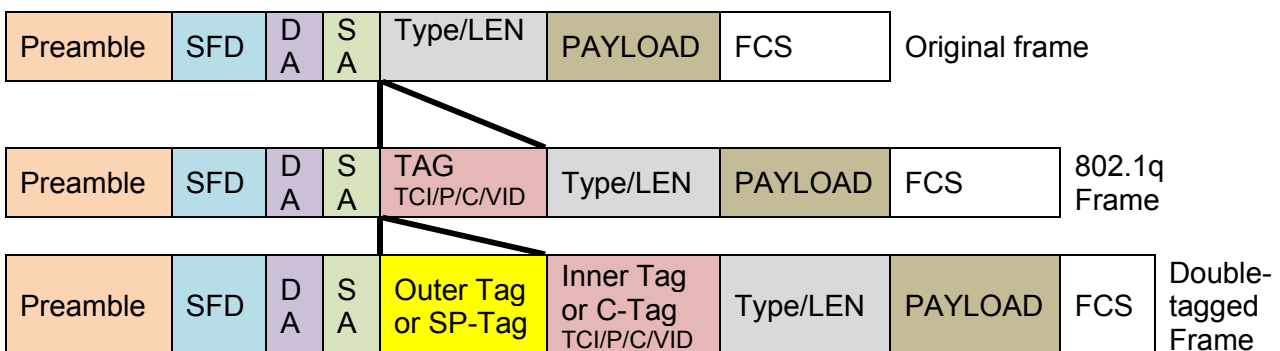 Preamble SFD D A S A Type/LEN PAYLOAD FCS Original frame
Preamble SFD D A S A TAG TCI/P/C/VID Type/LEN PAYLOAD FCS 802.1q Frame
Preamble SFD D A S A Outer Tag or SP-Tag Inner Tag or C-Tag TCI/P/C/VID Type/LEN PAYLOAD FCS Double-tagged Frame